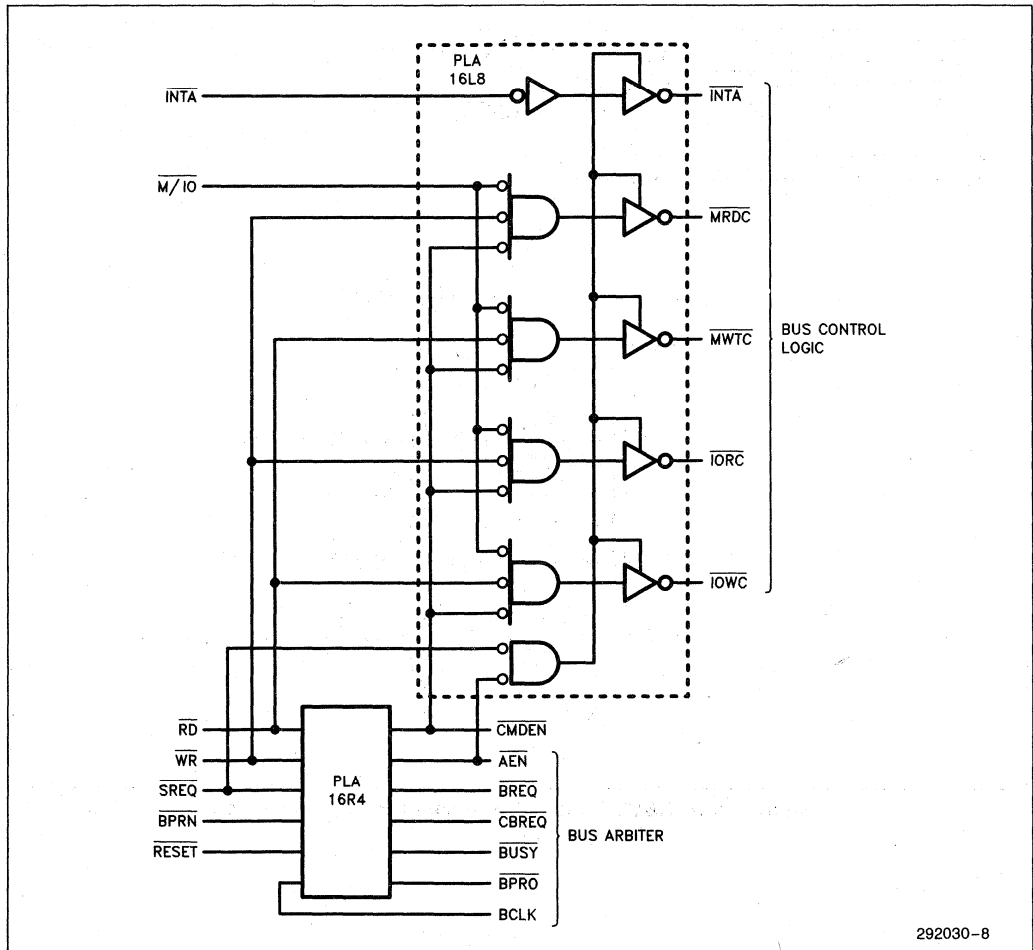 PLA
16L8
INTA
INTA
M/IO
MRDC
MWTC
BUS CONTROL
LOGIC
IORC
IOWC
RD
CMDEN
WR
AEN
PLA
16R4
SREQ
BREQ
BPRN
CBREQ
BUS ARBITER
RESET
BUSY
BPRO
BCLK
292030-8